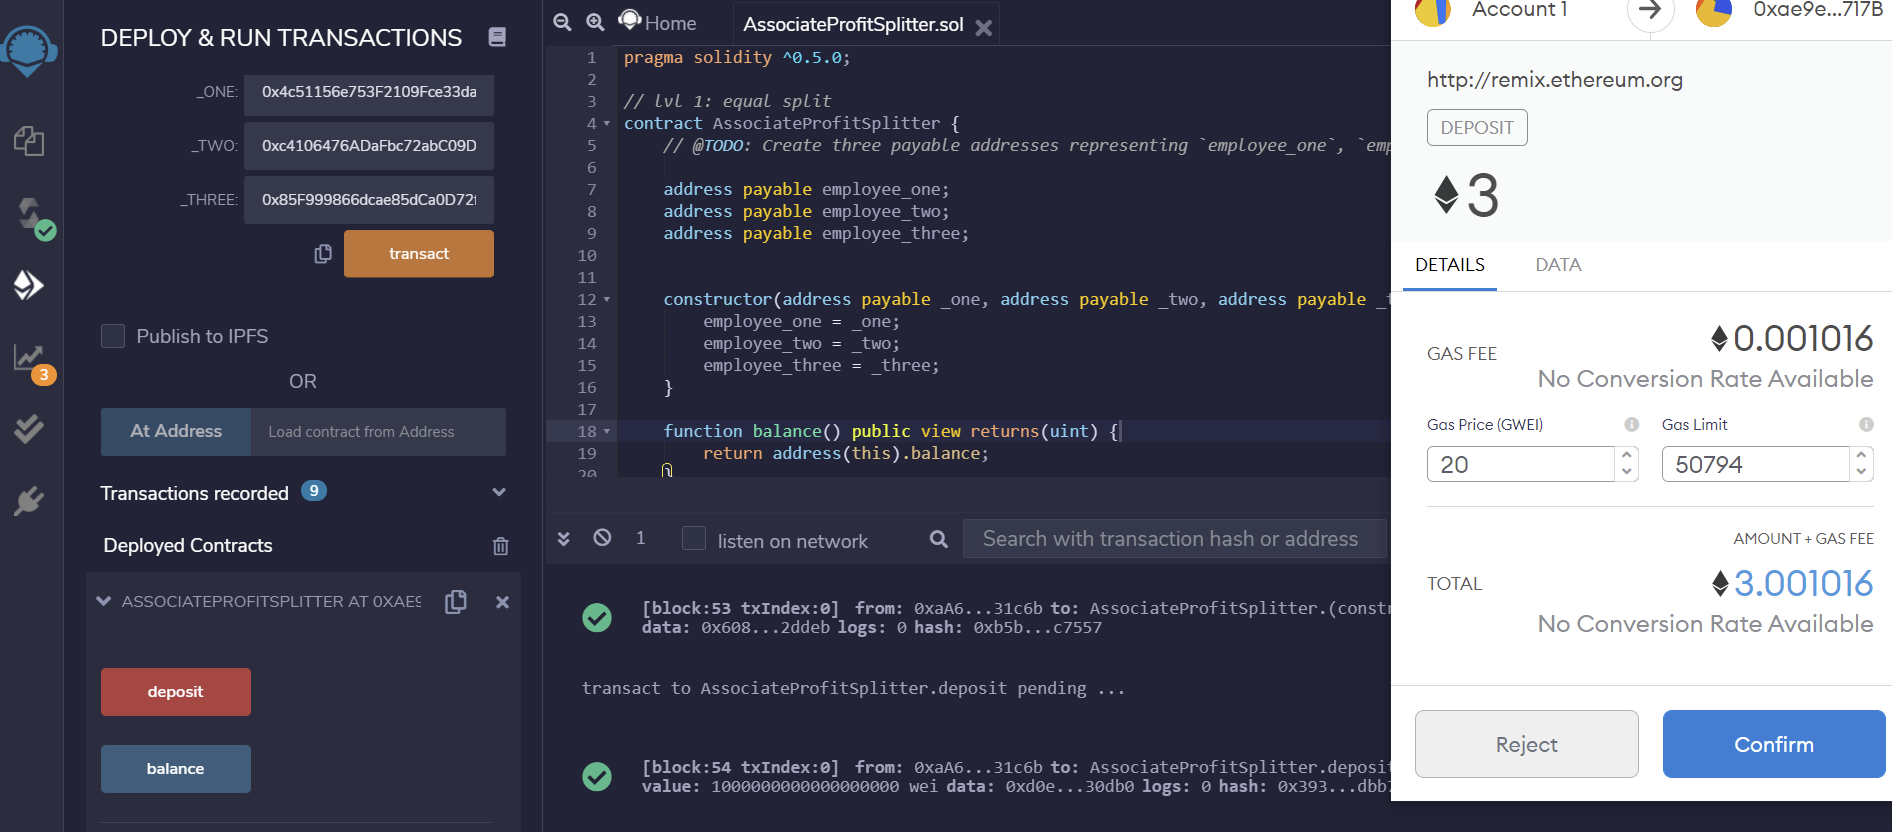 DEPLOY & RUN TRANSACTIONS
_ONE: 0x4c51156e753F2109Fce33da
_TWO: 0xc4106476ADaFbc72abC09D
_THREE: 0x85F999866dcae85dCa0D72
transact
Publish to IPFS
OR
At Address Load contract from Address
Transactions recorded 9
Deployed Contracts
ASSOCIATEPROFITSPLITTER AT 0XAE9
deposit
balance
3
Home AssociateProfitSplitter.sol
1 pragma solidity ^0.5.0;
2
3 // lvl 1: equal split
4 contract AssociateProfitSplitter {
5 // @TODO: Create three payable addresses representing `employee_one`, `emp
6
7 address payable employee_one;
8 address payable employee_two;
9 address payable employee_three;
10
11
12 constructor(address payable _one, address payable _two, address payable _t
13 employee_one = _one;
14 employee_two = _two;
15 employee_three = _three;
16 }
17
18 function balance() public view returns(uint) {
19 return address(this).balance;
20 }
1 listen on network Search with transaction hash or address
[block:53 txIndex:0] from: 0xaA6...31c6b to: AssociateProfitSplitter.(constr
data: 0x608...2ddeb logs: 0 hash: 0xb5b...c7557
transact to AssociateProfitSplitter.deposit pending ...
[block:54 txIndex:0] from: 0xaA6...31c6b to: AssociateProfitSplitter.deposit
value: 1000000000000000000 wei data: 0xd0e...30db0 logs: 0 hash: 0x393...dbb
Account 1 0xae9e...717B
http://remix.ethereum.org
DEPOSIT
3
DETAILS DATA
GAS FEE 0.001016
No Conversion Rate Available
Gas Price (GWEI) Gas Limit
20 50794
AMOUNT + GAS FEE
TOTAL 3.001016
No Conversion Rate Available
Reject Confirm